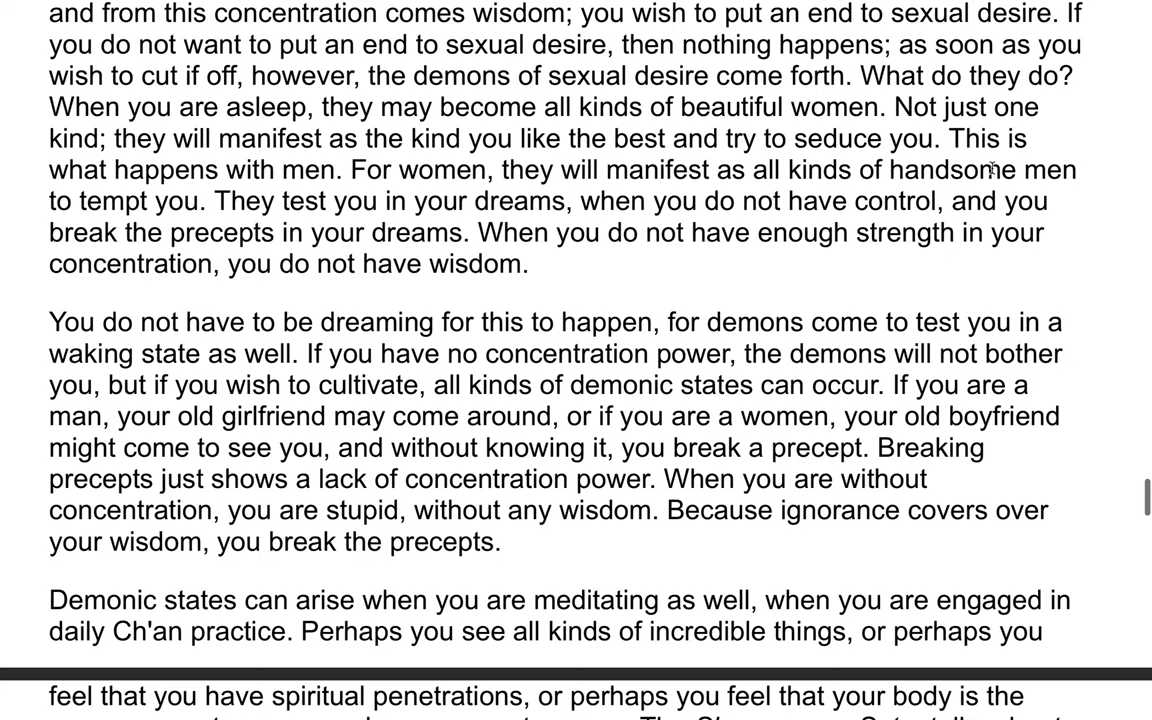 and from this concentration comes wisdom; you wish to put an end to sexual desire. If
you do not want to put an end to sexual desire, then nothing happens; as soon as you
wish to cut if off, however, the demons of sexual desire come forth. What do they do?
When you are asleep, they may become all kinds of beautiful women. Not just one
kind; they will manifest as the kind you like the best and try to seduce you. This is
what happens with men. For women, they will manifest as all kinds of handsome men
to tempt you. They test you in your dreams, when you do not have control, and you
break the precepts in your dreams. When you do not have enough strength in your
concentration, you do not have wisdom.
You do not have to be dreaming for this to happen, for demons come to test you in a
waking state as well. If you have no concentration power, the demons will not bother
you, but if you wish to cultivate, all kinds of demonic states can occur. If you are a
man, your old girlfriend may come around, or if you are a women, your old boyfriend
might come to see you, and without knowing it, you break a precept. Breaking
precepts just shows a lack of concentration power. When you are without
concentration, you are stupid, without any wisdom. Because ignorance covers over
your wisdom, you break the precepts.
Demonic states can arise when you are meditating as well, when you are engaged in
daily Ch'an practice. Perhaps you see all kinds of incredible things, or perhaps you
feel that you have spiritual penetrations, or perhaps you feel that your body is the